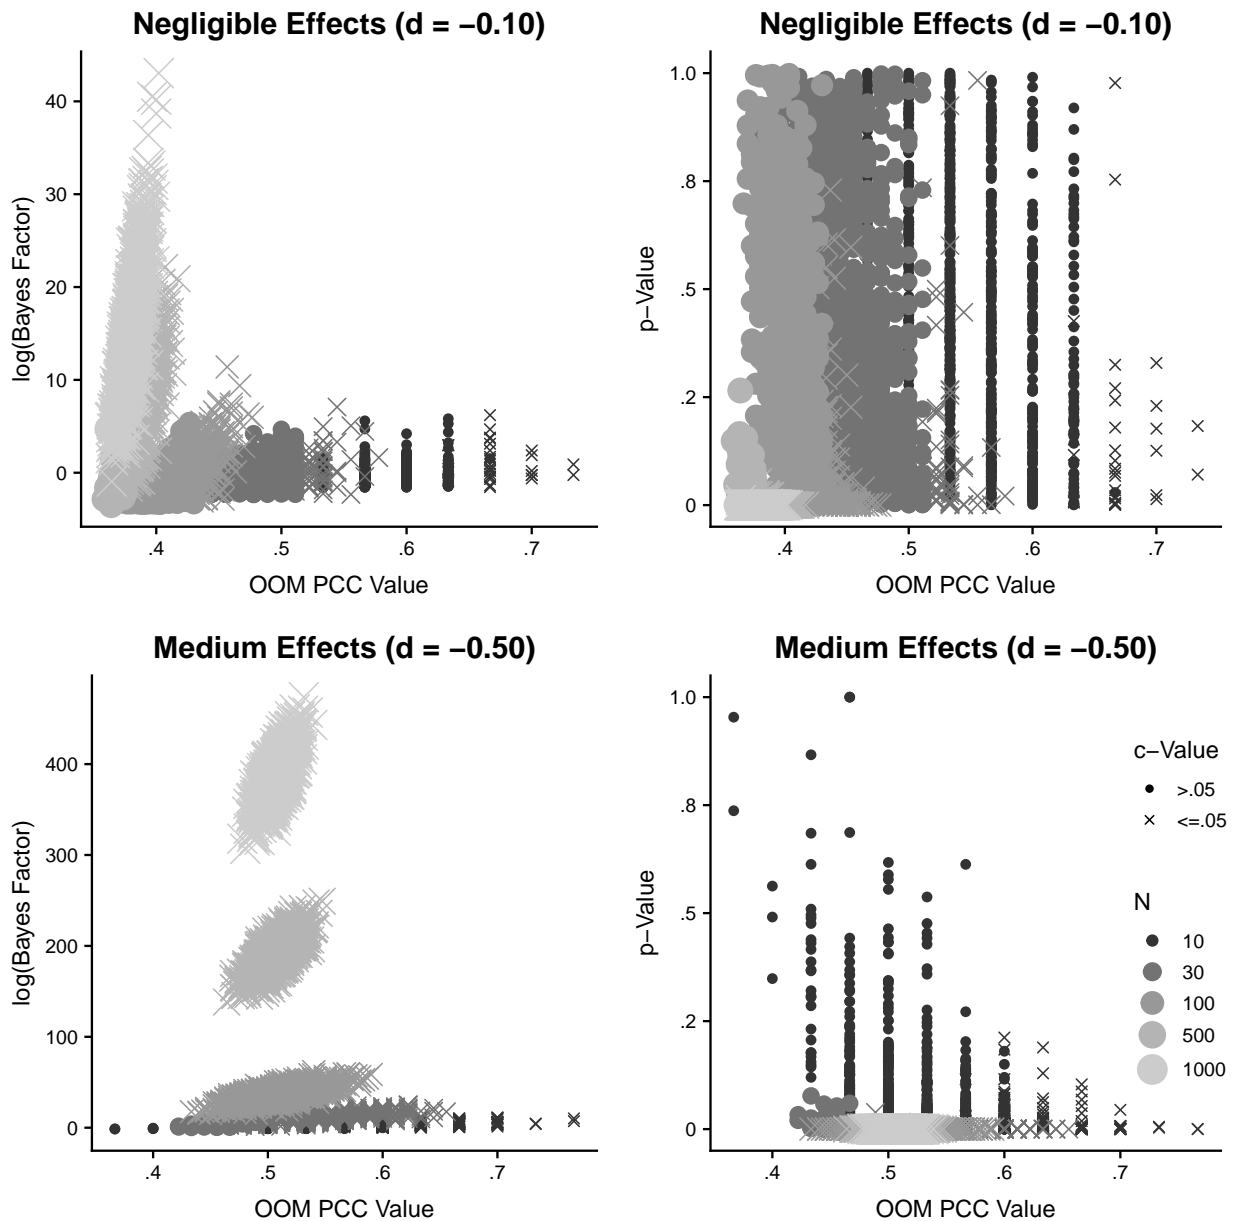 Negligible Effects (d = −0.10)
log(Bayes Factor)
40
30
20
10
0
.4 .5 .6 .7
OOM PCC Value
Negligible Effects (d = −0.10)
p−Value
1.0
.8
.5
.2
0
.4 .5 .6 .7
OOM PCC Value
Medium Effects (d = −0.50)
log(Bayes Factor)
400
300
200
100
0
.4 .5 .6 .7
OOM PCC Value
Medium Effects (d = −0.50)
p−Value
1.0
.8
.5
.2
0
.4 .5 .6 .7
OOM PCC Value
c−Value
>.05
<=.05
N
10
30
100
500
1000